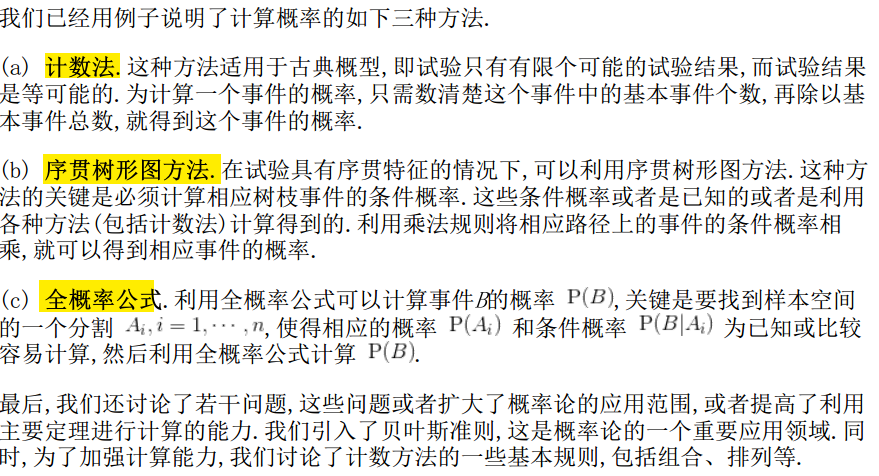 我们已经用例子说明了计算概率的如下三种方法.
(a) 计数法.这种方法适用于古典概型,即试验只有有限个可能的试验结果,而试验结果
是等可能的.为计算一个事件的概率,只需数清楚这个事件中的基本事件个数,再除以基
本事件总数,就得到这个事件的概率.
(b) 序贯树形图方法.在试验具有序贯特征的情况下,可以利用序贯树形图方法.这种方
法的关键是必须计算相应树枝事件的条件概率.这些条件概率或者是已知的或者是利用
各种方法(包括计数法)计算得到的.利用乘法规则将相应路径上的事件的条件概率相
乘,就可以得到相应事件的概率.
(c) 全概率公式.利用全概率公式可以计算事件B的概率 P(B),关键是要找到样本空间
的一个分割 A_i, i = 1, ⋯ , n,使得相应的概率 P(A_i) 和条件概率 P(B|A_i) 为已知或比较
容易计算,然后利用全概率公式计算 P(B).
最后,我们还讨论了若干问题,这些问题或者扩大了概率论的应用范围,或者提高了利用
主要定理进行计算的能力.我们引入了贝叶斯准则,这是概率论的一个重要应用领域.同
时,为了加强计算能力,我们讨论了计数方法的一些基本规则,包括组合、排列等.